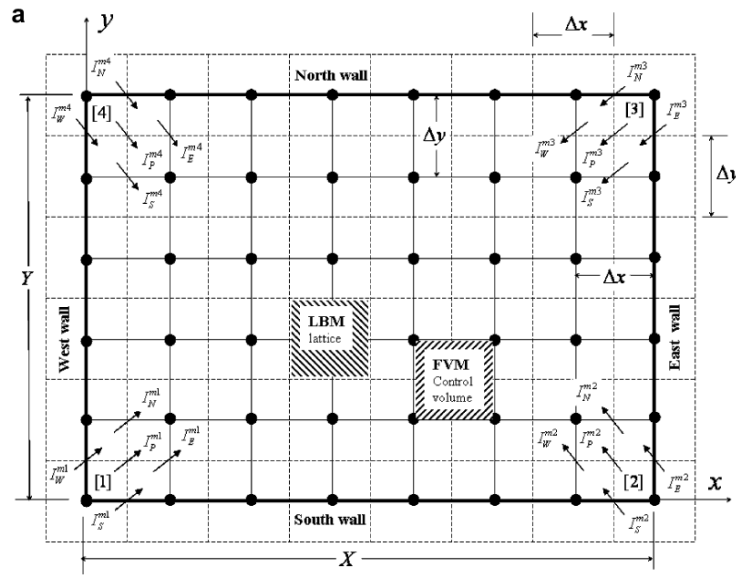 a
y
Δx
North wall
I_N^{m4}
I_N^{m3}
I_W^{m4}
[4]
[3]
I_E^{m3}
I_P^{m4}
I_E^{m4}
Δy
I_W^{m3}
I_P^{m3}
I_S^{m4}
I_S^{m3}
Δy
Y
Δx
West wall
LBM
lattice
East wall
FVM
Control
volume
I_N^{m1}
I_N^{m2}
I_P^{m1}
I_E^{m1}
I_W^{m2}
I_P^{m2}
I_W^{m1}
[1]
[2]
I_E^{m2}
x
I_S^{m1}
South wall
I_S^{m2}
X